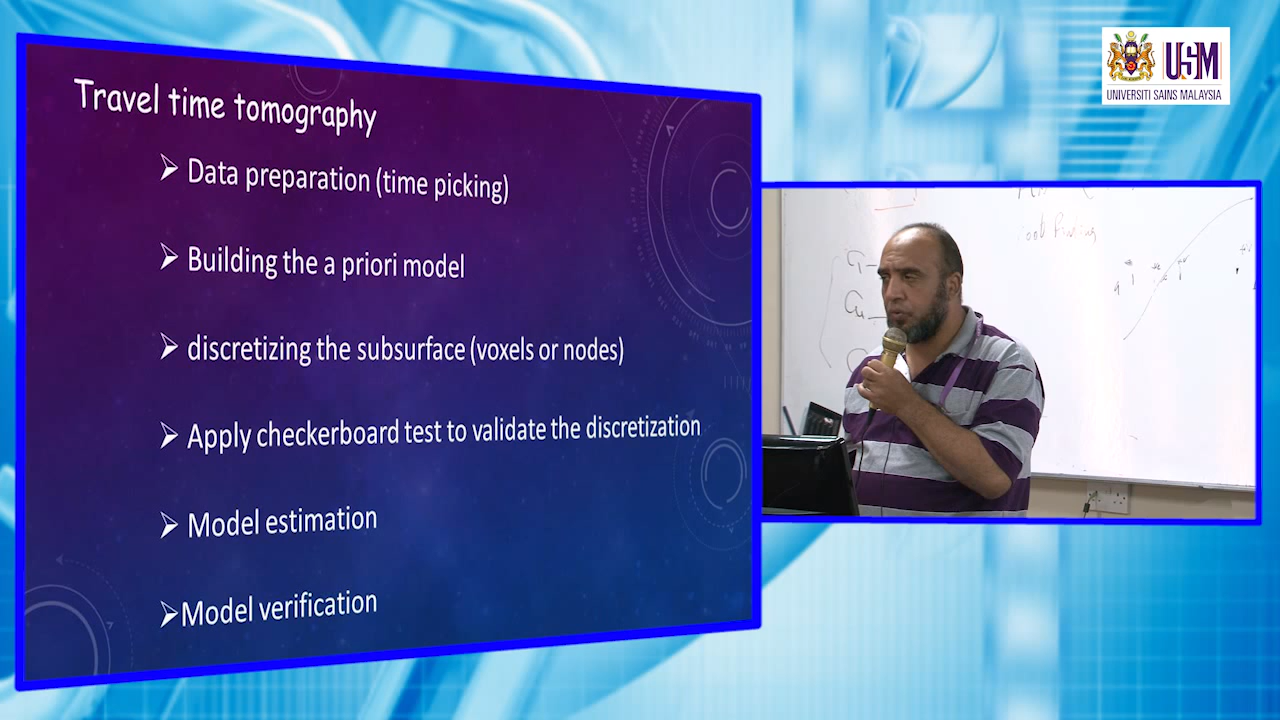 Travel time tomography
➢ Data preparation (time picking)
➢ Building the a priori model
➢ discretizing the subsurface (voxels or nodes)
➢ Apply checkerboard test to validate the discretization
➢ Model estimation
➢Model verification
USM
UNIVERSITI SAINS MALAYSIA